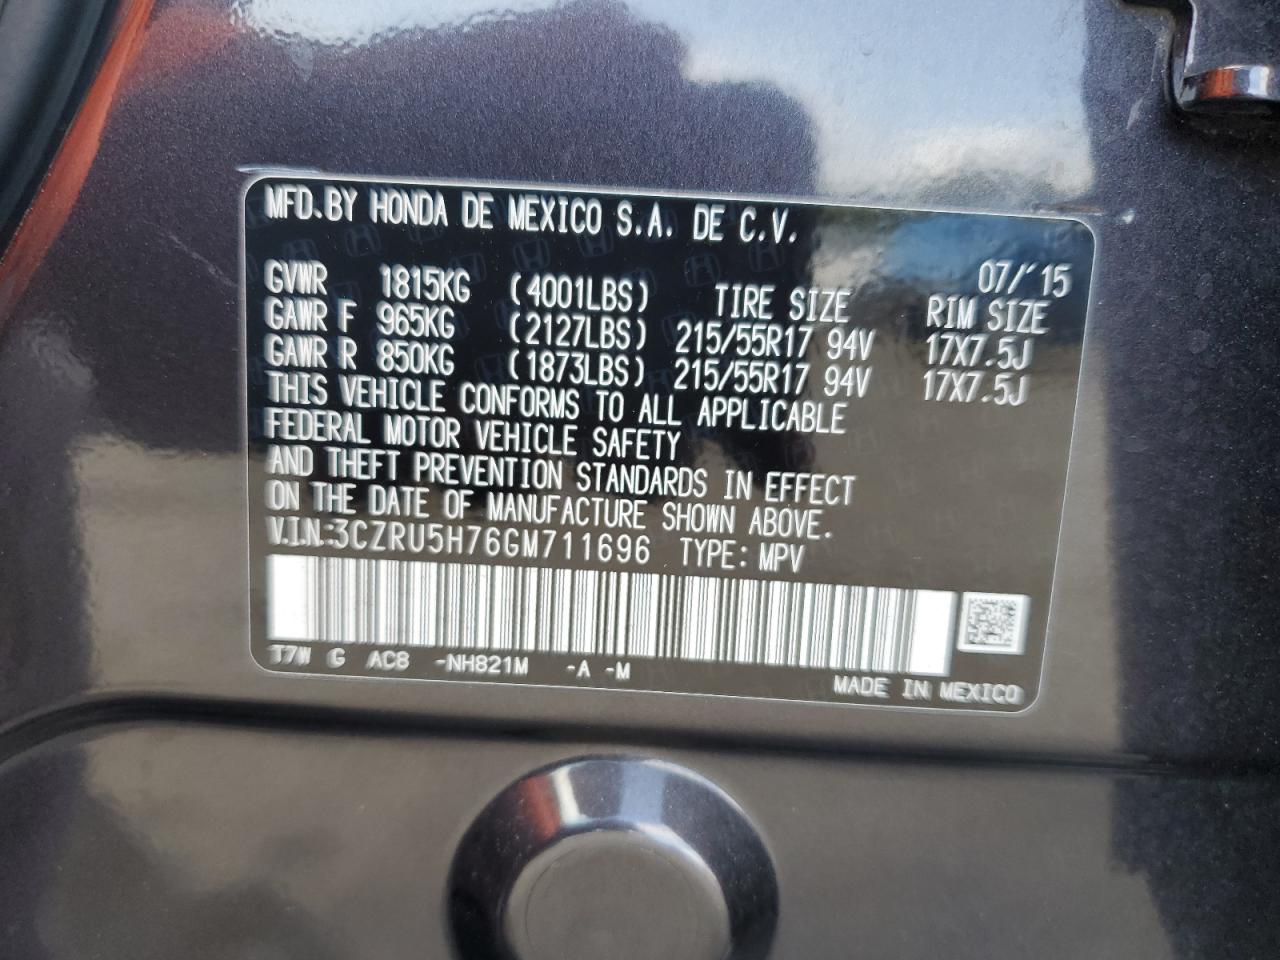 MFD.BY HONDA DE MEXICO S.A. DE C.V.
07/'15
GVWR 1815KG (4001LBS) TIRE SIZE RIM SIZE
GAWR F 965KG (2127LBS) 215/55R17 94V 17X7.5J
GAWR R 850KG (1873LBS) 215/55R17 94V 17X7.5J
THIS VEHICLE CONFORMS TO ALL APPLICABLE
FEDERAL MOTOR VEHICLE SAFETY
AND THEFT PREVENTION STANDARDS IN EFFECT
ON THE DATE OF MANUFACTURE SHOWN ABOVE.
V.I.N.:3CZRU5H76GM711696 TYPE: MPV
T7W G AC8 -NH821M -A -M
MADE IN MEXICO